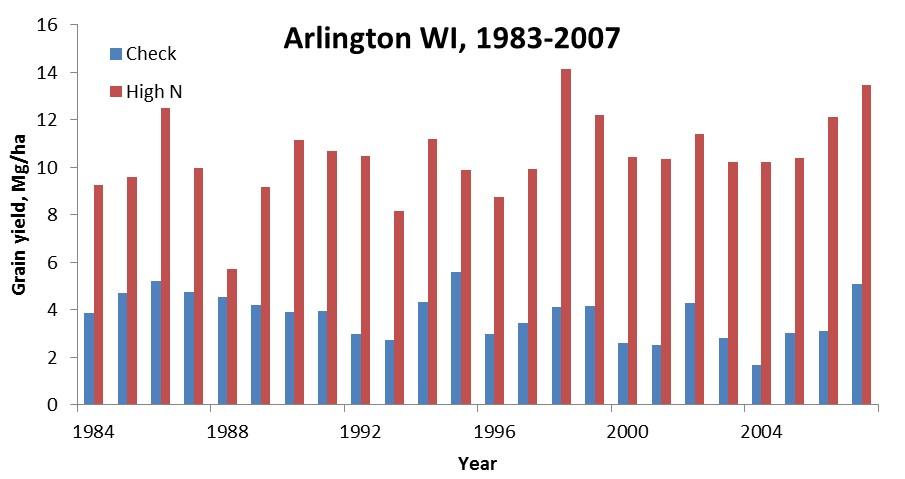 Arlington WI, 1983-2007
Check
High N
Grain yield, Mg/ha
16
14
12
10
8
6
4
2
0
1984 1988 1992 1996 2000 2004
Year